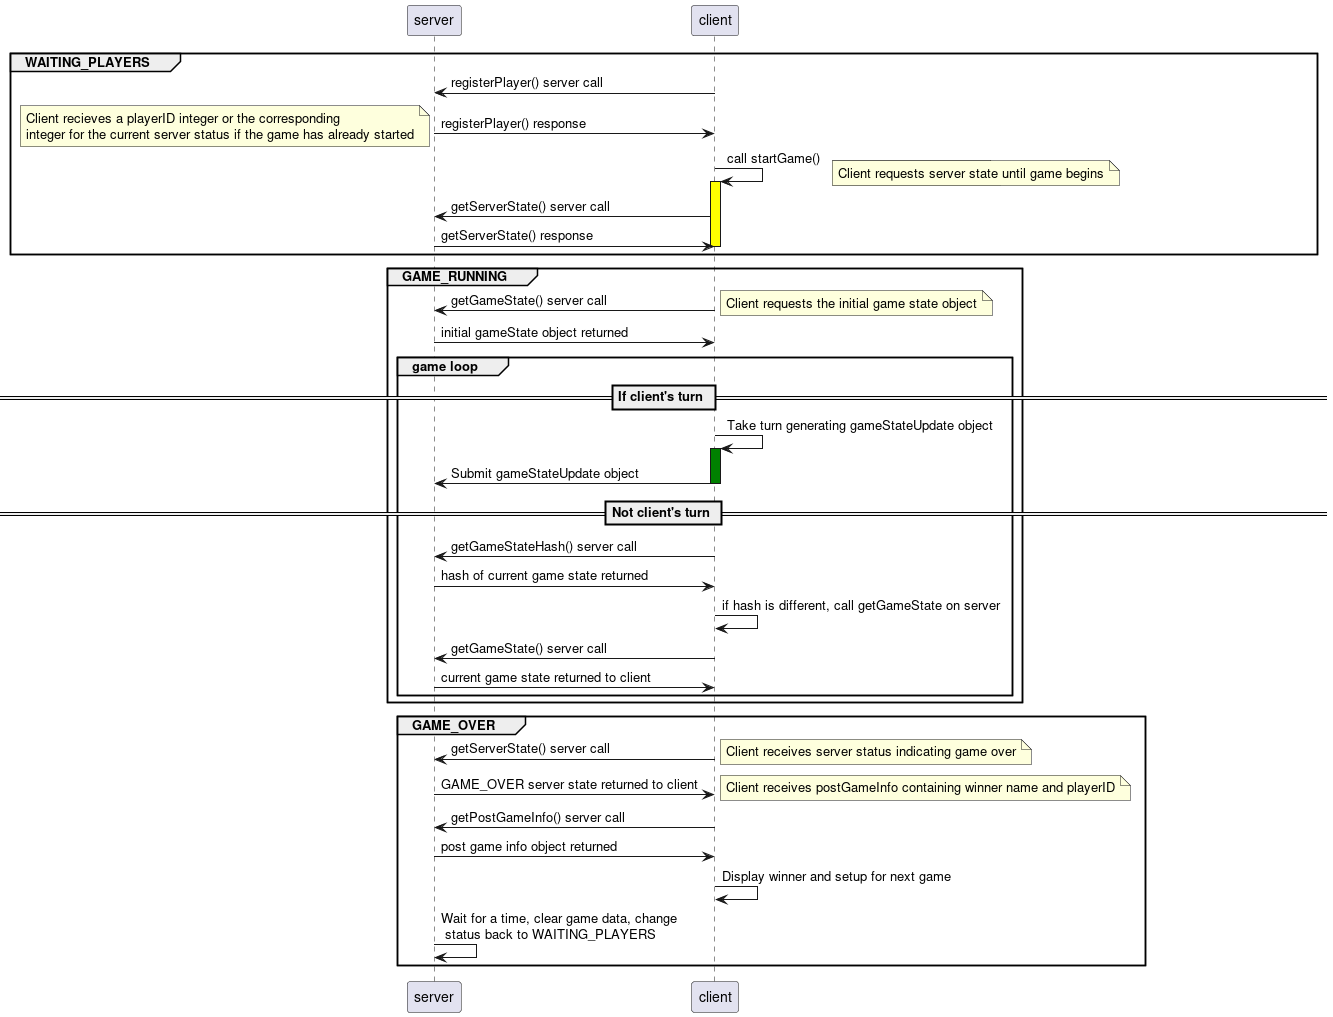 server
client
WAITING_PLAYERS
registerPlayer() server call
Client recieves a playerID integer or the corresponding
integer for the current server status if the game has already started
registerPlayer() response
call startGame()
Client requests server state until game begins
getServerState() server call
getServerState() response
GAME_RUNNING
getGameState() server call
Client requests the initial game state object
initial gameState object returned
game loop
If client's turn
Take turn generating gameStateUpdate object
Submit gameStateUpdate object
Not client's turn
getGameStateHash() server call
hash of current game state returned
if hash is different, call getGameState on server
getGameState() server call
current game state returned to client
GAME_OVER
getServerState() server call
Client receives server status indicating game over
GAME_OVER server state returned to client
Client receives postGameInfo containing winner name and playerID
getPostGameInfo() server call
post game info object returned
Display winner and setup for next game
Wait for a time, clear game data, change
status back to WAITING_PLAYERS
server
client